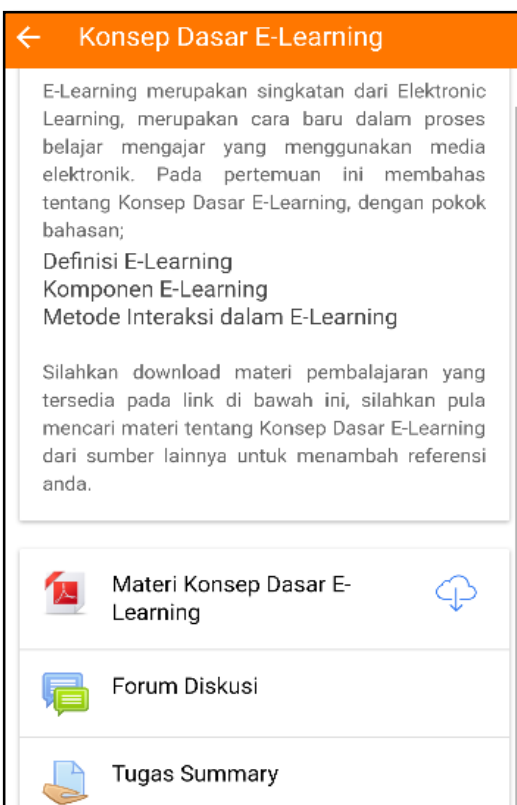 Konsep Dasar E-Learning
E-Learning merupakan singkatan dari Elektronic
Learning, merupakan cara baru dalam proses
belajar mengajar yang menggunakan media
elektronik. Pada pertemuan ini membahas
tentang Konsep Dasar E-Learning, dengan pokok
bahasan;
Definisi E-Learning
Komponen E-Learning
Metode Interaksi dalam E-Learning
Silahkan download materi pembalajaran yang
tersedia pada link di bawah ini, silahkan pula
mencari materi tentang Konsep Dasar E-Learning
dari sumber lainnya untuk menambah referensi
anda.
Materi Konsep Dasar E-
Learning
Forum Diskusi
Tugas Summary